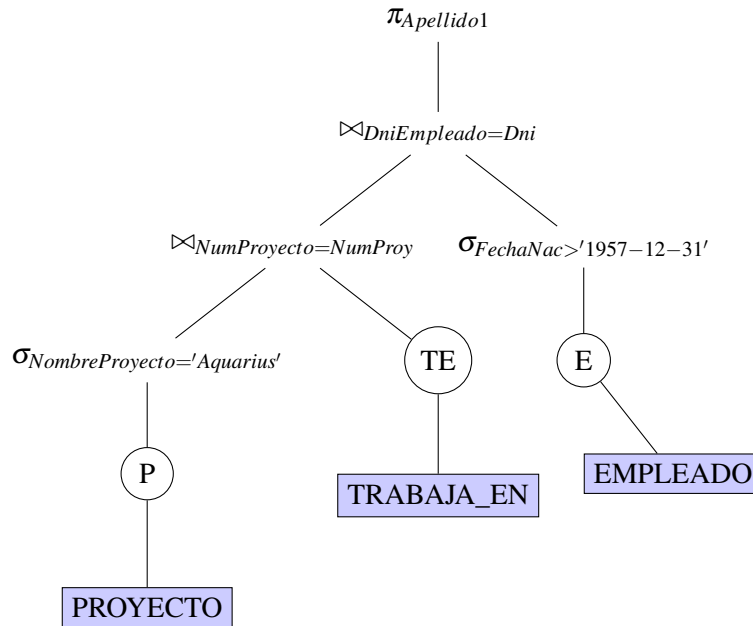 π_Apellido1
⋈_DniEmpleado=Dni
⋈_NumProyecto=NumProy
σ_FechaNac>'1957−12−31'
σ_NombreProyecto='Aquarius'
TE
E
P
EMPLEADO
TRABAJA_EN
PROYECTO